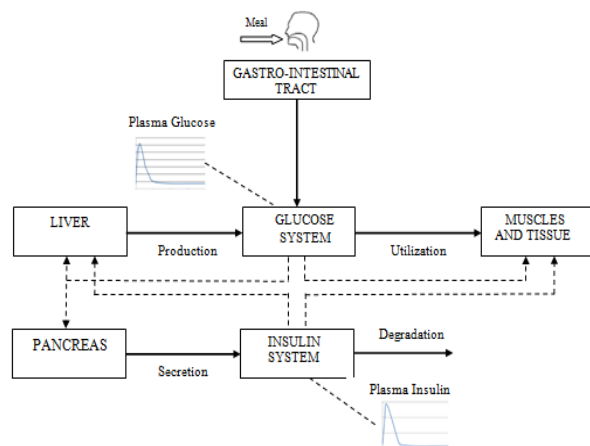 Meal
GASTRO-INTESTINAL
TRACT
Plasma Glucose
LIVER
GLUCOSE
SYSTEM
MUSCLES
AND TISSUE
Production
Utilization
PANCREAS
INSULIN
SYSTEM
Degradation
Secretion
Plasma Insulin